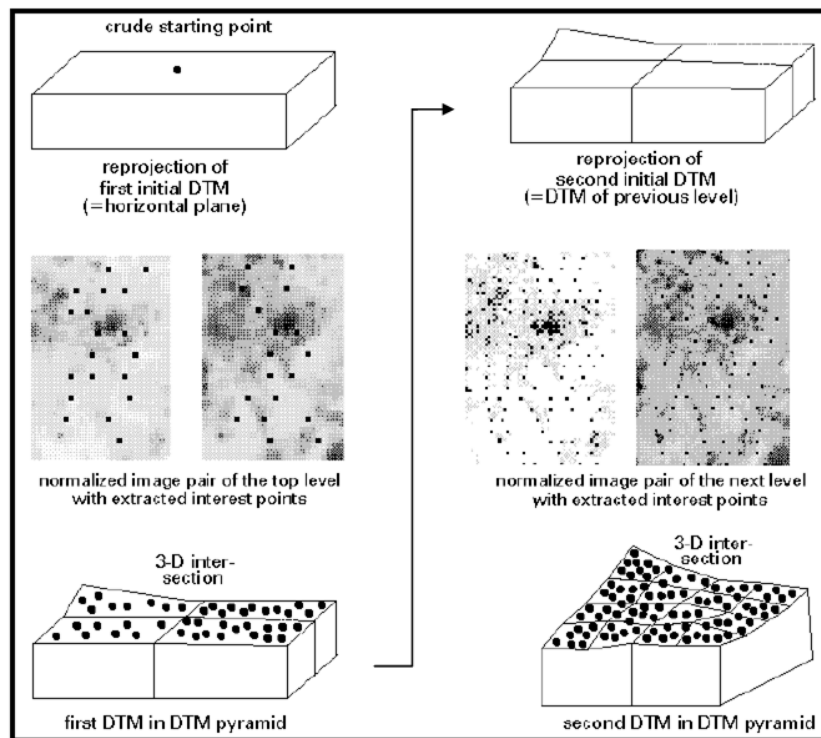 crude starting point
reprojection of
first initial DTM
(=horizontal plane)
normalized image pair of the top level
with extracted interest points
3-D inter-
section
first DTM in DTM pyramid
reprojection of
second initial DTM
(=DTM of previous level)
normalized image pair of the next level
with extracted interest points
3-D inter-
section
second DTM in DTM pyramid